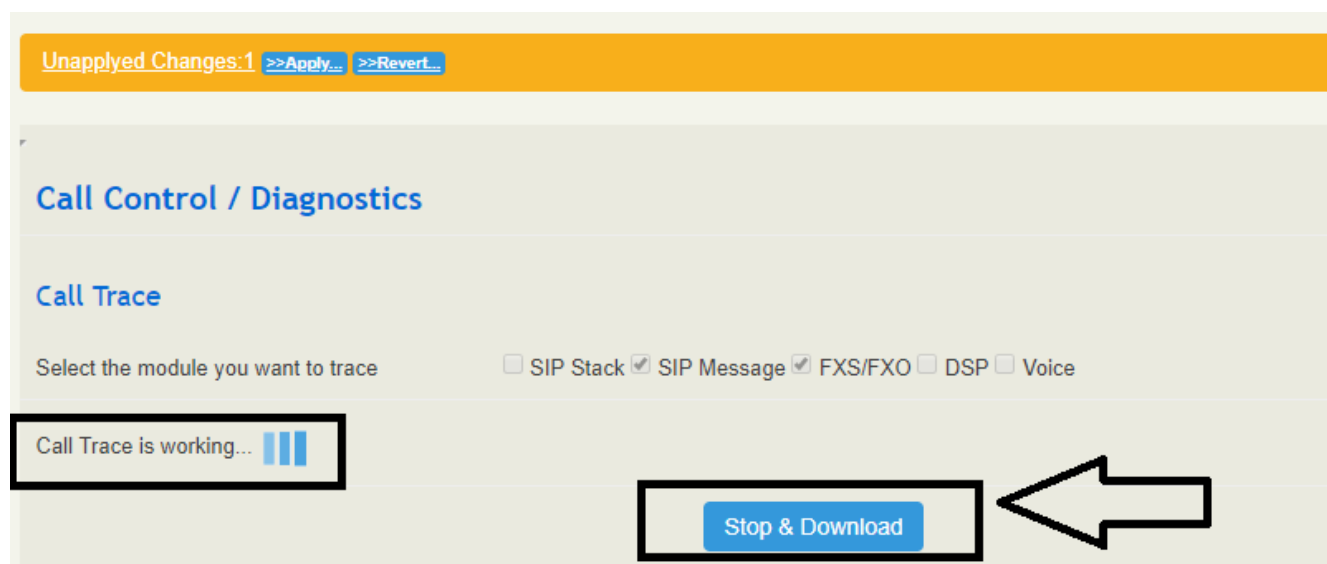 Unapplyed Changes:1 >>Apply... >>Revert...
Call Control / Diagnostics
Call Trace
Select the module you want to trace SIP Stack SIP Message FXS/FXO DSP Voice
Call Trace is working...
Stop & Download